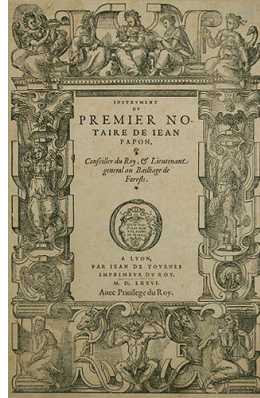 INSTRVMENT
DV
PREMIER NO-
TAIRE DE IEAN
PAPON,
Conseiller du Roy, & Lieutenant
general au Bailliage de
Forests.
A LYON,
PAR IEAN DE TOVRNES
IMPRIMEVR DV ROY.
M. D. LXXVI.
Auec Priuilege du Roy.